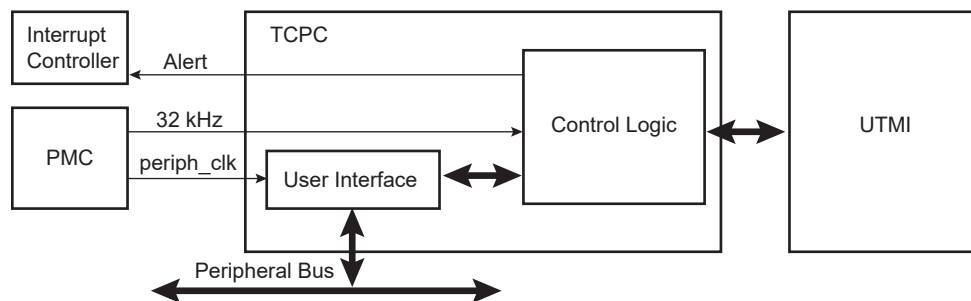 Interrupt
Controller
Alert
TCPC
PMC
32 kHz
periph_clk
User Interface
Control Logic
UTMI
Peripheral Bus